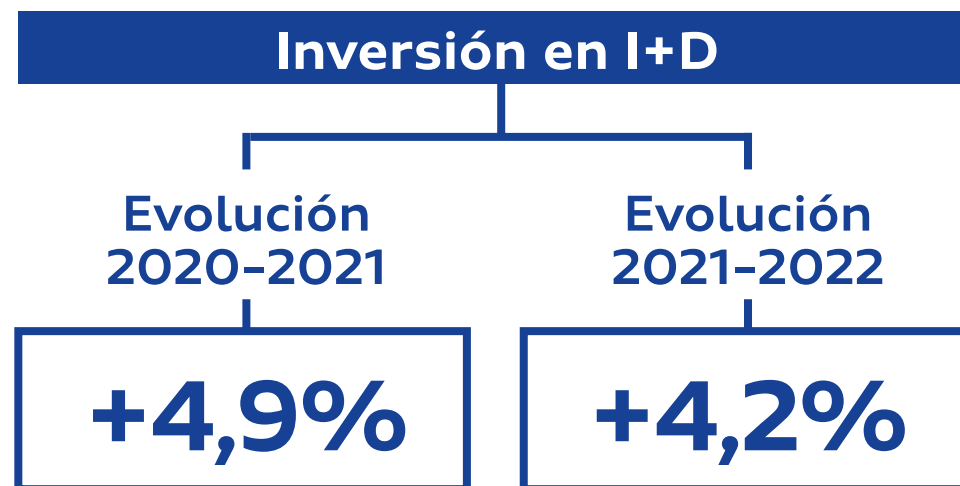 Inversión en I+D
Evolución
2020-2021
Evolución
2021-2022
+4,9%
+4,2%